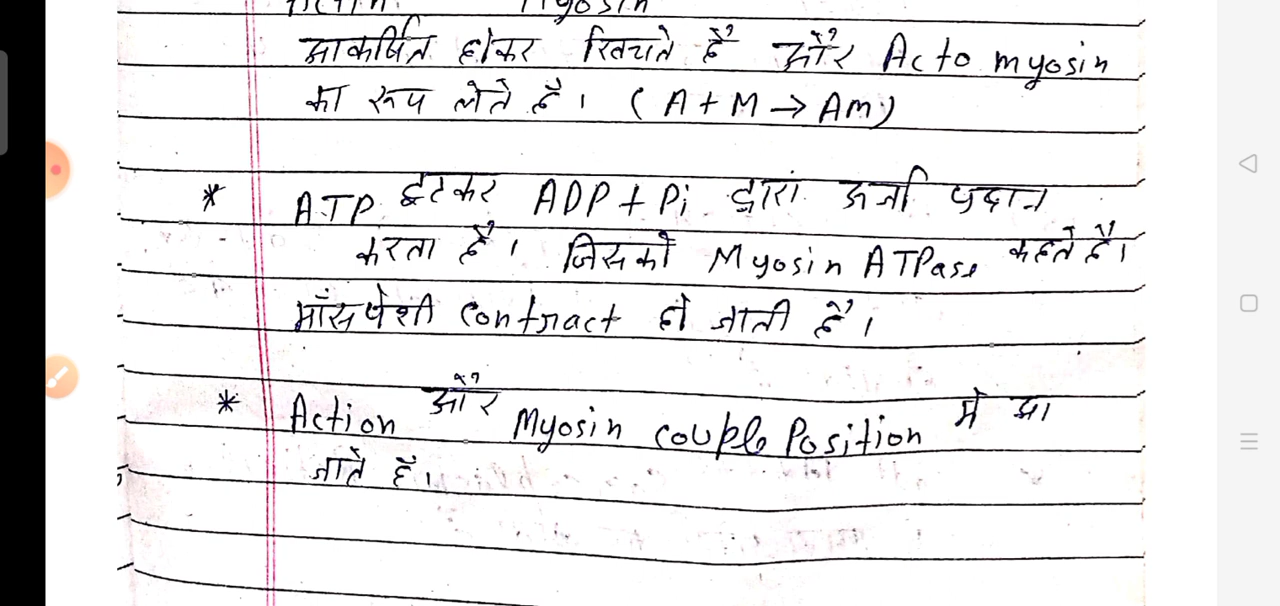 Myosin
आकर्षित होकर खिचाते हैं और Acto myosin
का रूप लेते है। (A + M → Am)
* ATP टूटकर ADP + Pi द्वारा ऊर्जा प्रदान
करता हैं। जिसको Myosin ATPase कहते हैं।
माँसपेशी contract हो जाती हैं।
* Action और Myosin couple Position मे आ
जाते हैं।